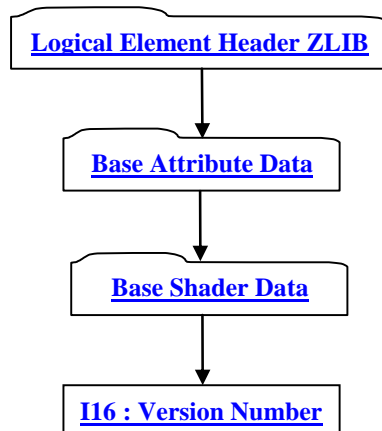 Logical Element Header ZLIB
Base Attribute Data
Base Shader Data
I16 : Version Number